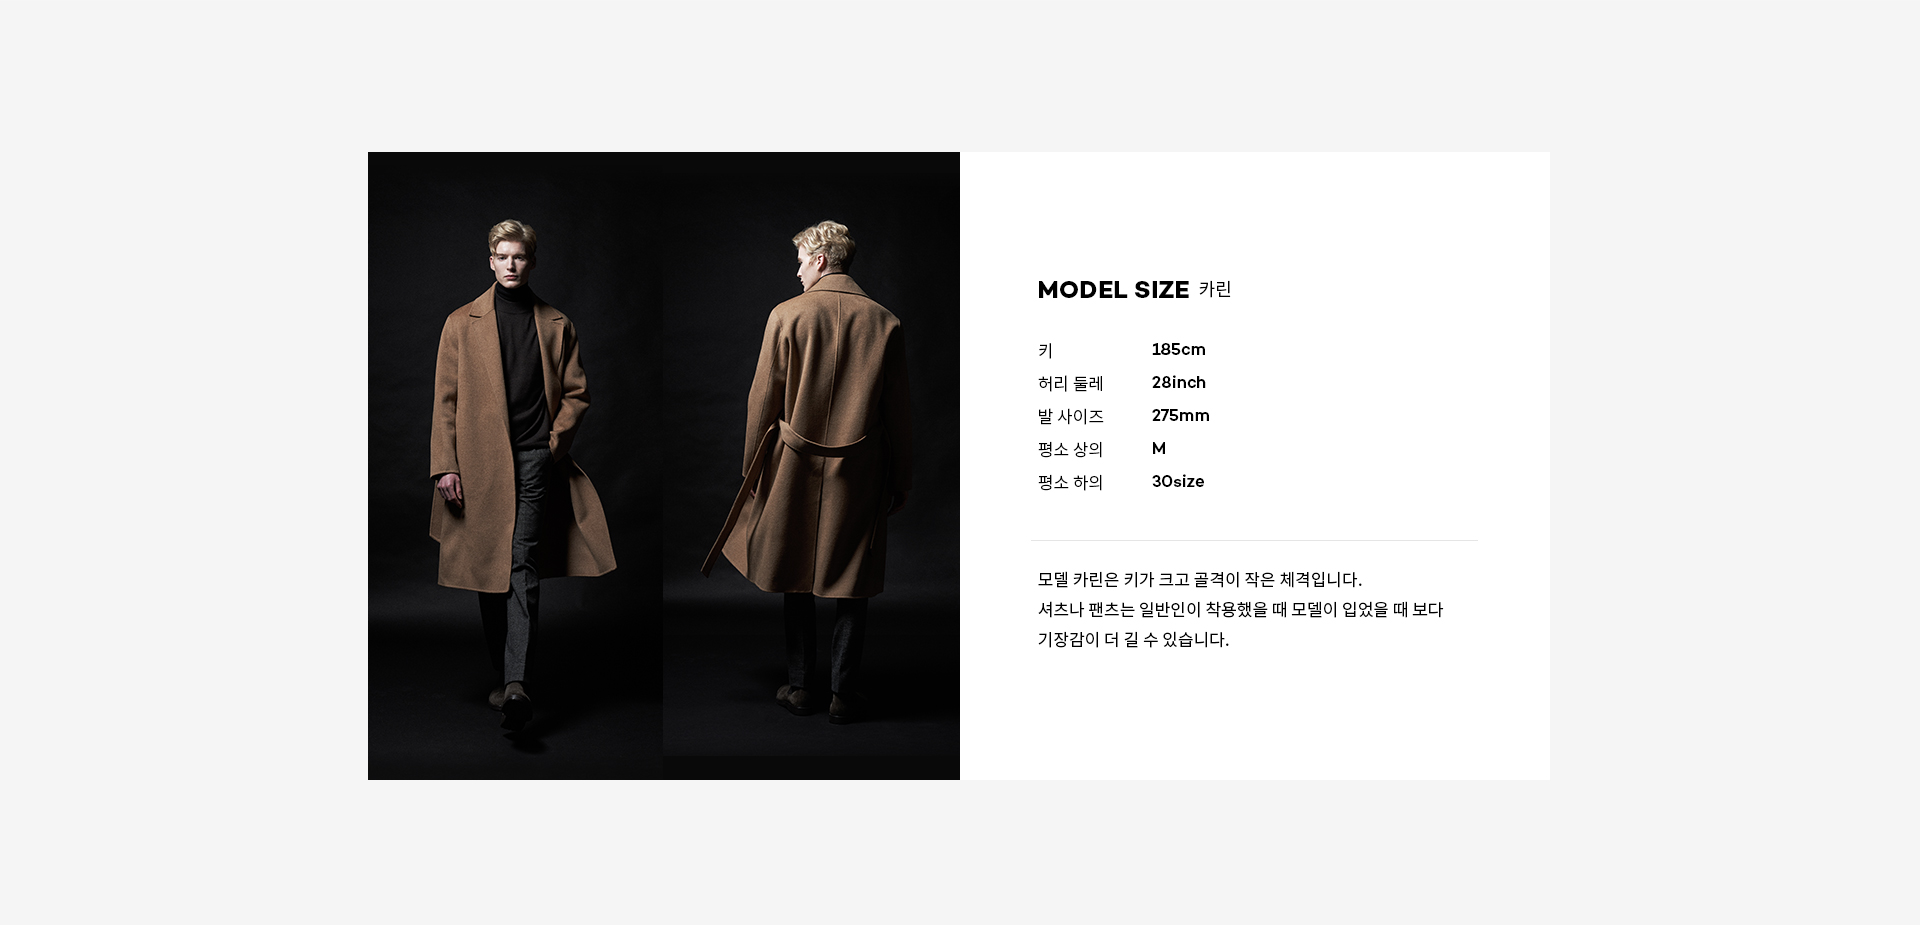 MODEL SIZE 카린
키 185cm
허리 둘레 28inch
발 사이즈 275mm
평소 상의 M
평소 하의 30size
모델 카린은 키가 크고 골격이 작은 체격입니다.
셔츠나 팬츠는 일반인이 착용했을 때 모델이 입었을 때 보다
기장감이 더 길 수 있습니다.